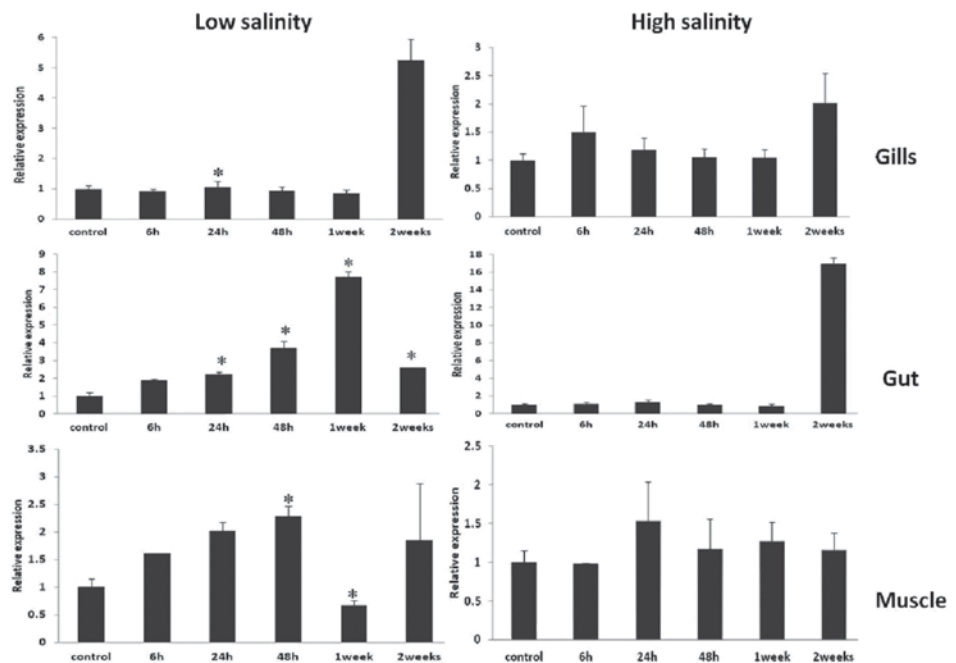 Low salinity
High salinity
Relative expression
6
5
4
3
2
1
0
*
control 6h 24h 48h 1week 2weeks
Relative expression
3
2.5
2
1.5
1
0.5
0
control 6h 24h 48h 1week 2weeks
Gills
Relative expression
9
8
7
6
5
4
3
2
1
0
* * * *
control 6h 24h 48h 1week 2weeks
Relative expression
18
16
14
12
10
8
6
4
2
0
control 6h 24h 48h 1week 2weeks
Gut
Relative expression
3.5
3
2.5
2
1.5
1
0.5
0
* *
control 6h 24h 48h 1week 2weeks
Relative expression
2.5
2
1.5
1
0.5
0
control 6h 24h 48h 1week 2weeks
Muscle